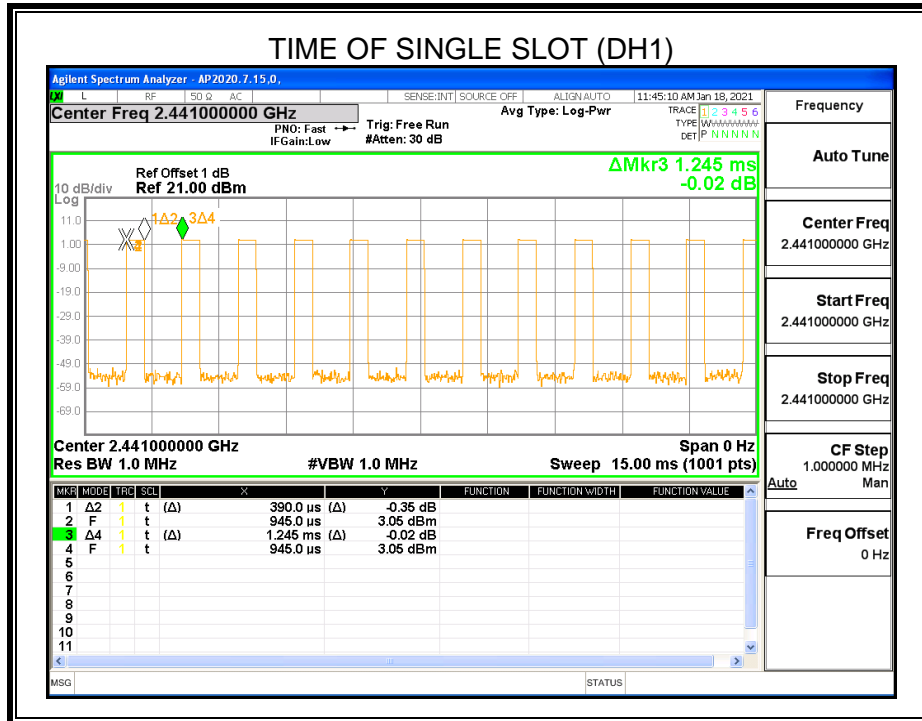 TIME OF SINGLE SLOT (DH1)
Agilent Spectrum Analyzer - AP2020.7.15,0,
LXI L RF 50 Ω AC SENSE:INT SOURCE OFF ALIGN AUTO 11:45:10 AM Jan 18, 2021
Center Freq 2.441000000 GHz
PNO: Fast
IFGain:Low
Trig: Free Run
#Atten: 30 dB
Avg Type: Log-Pwr
TRACE 1 2 3 4 5 6
TYPE WWWWWW
DET P N N N N N
ΔMkr3 1.245 ms
-0.02 dB
Ref Offset 1 dB
10 dB/div Ref 21.00 dBm
Log
11.0
1.00
-9.00
-19.0
-29.0
-39.0
-49.0
-59.0
-69.0
1Δ2 3Δ4
Center 2.441000000 GHz Span 0 Hz
Res BW 1.0 MHz #VBW 1.0 MHz Sweep 15.00 ms (1001 pts)
MKR MODE TRC SCL X Y FUNCTION FUNCTION WIDTH FUNCTION VALUE
1 Δ2 1 t (Δ) 390.0 µs (Δ) -0.35 dB
2 F 1 t 945.0 µs 3.05 dBm
3 Δ4 1 t (Δ) 1.245 ms (Δ) -0.02 dB
4 F 1 t 945.0 µs 3.05 dBm
5
6
7
8
9
10
11
MSG STATUS
Frequency
Auto Tune
Center Freq
2.441000000 GHz
Start Freq
2.441000000 GHz
Stop Freq
2.441000000 GHz
CF Step
1.000000 MHz
Auto Man
Freq Offset
0 Hz